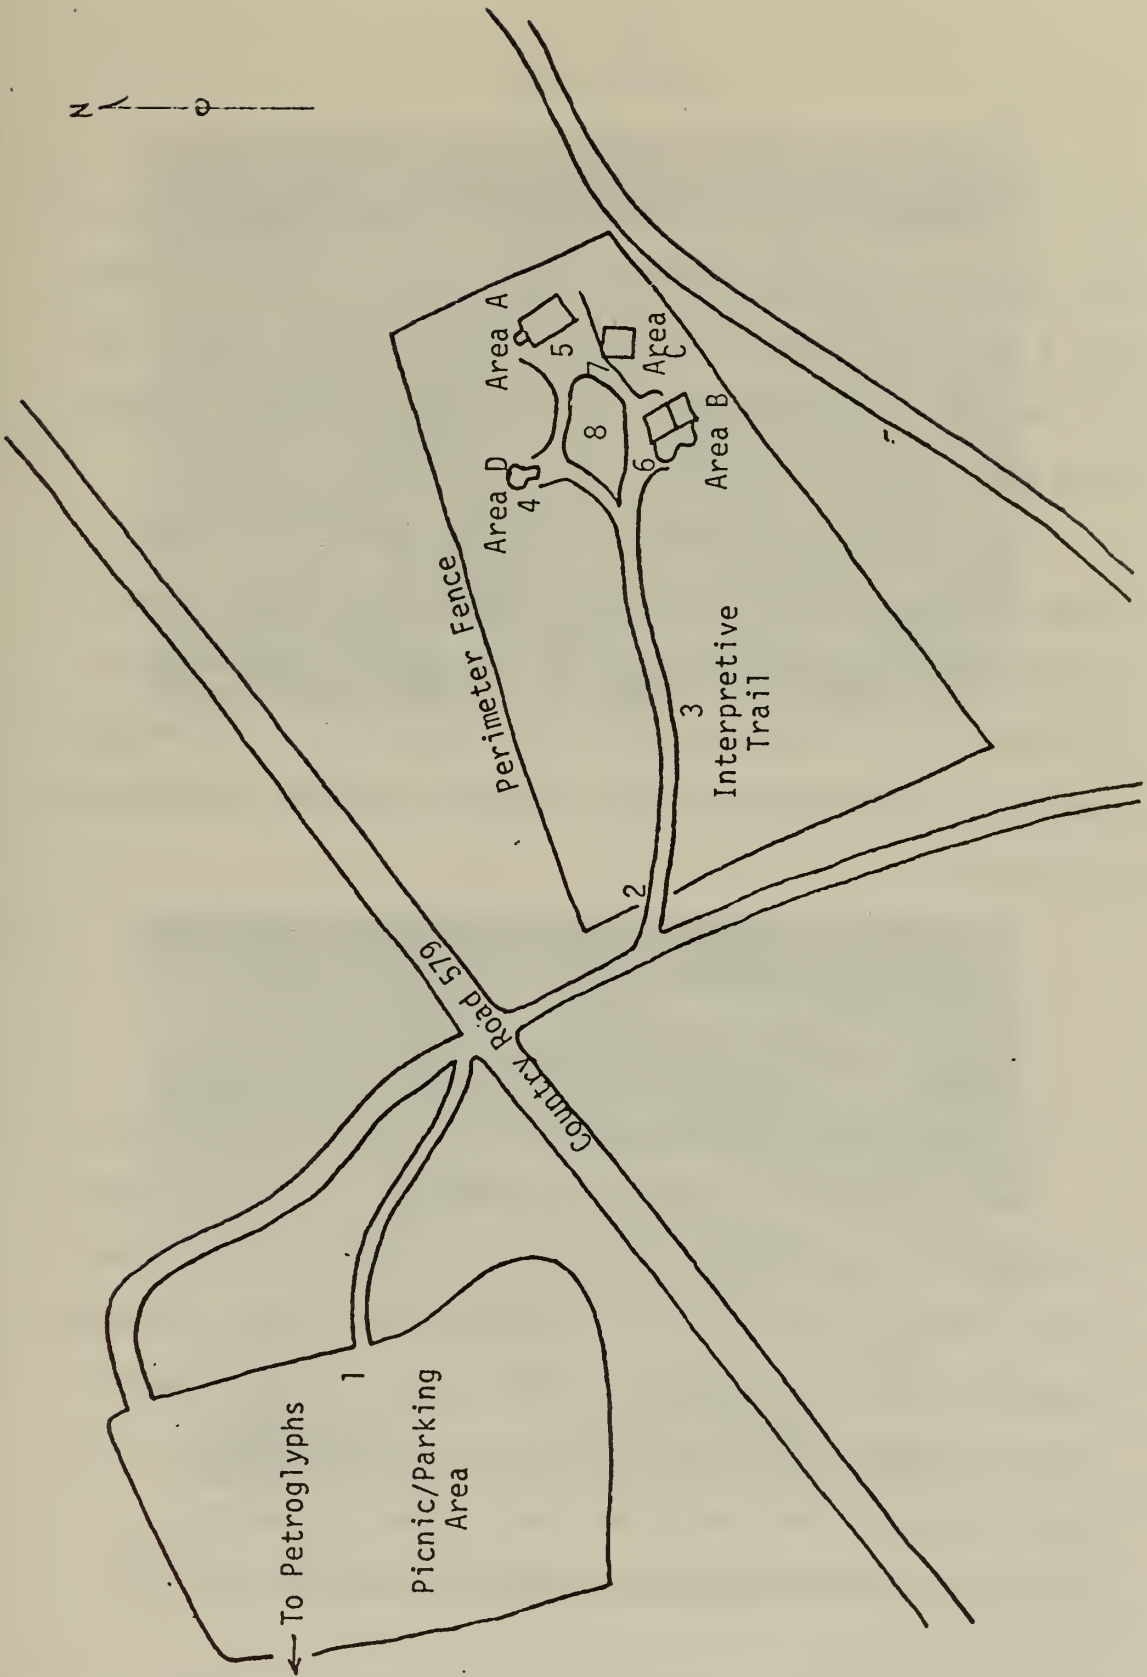 N
Area A
5
7
Area
C
8
Area D
4
6
Area B
Perimeter Fence
3
Interpretive
Trail
2
Country Road 579
1
To Petroglyphs
Picnic/Parking
Area